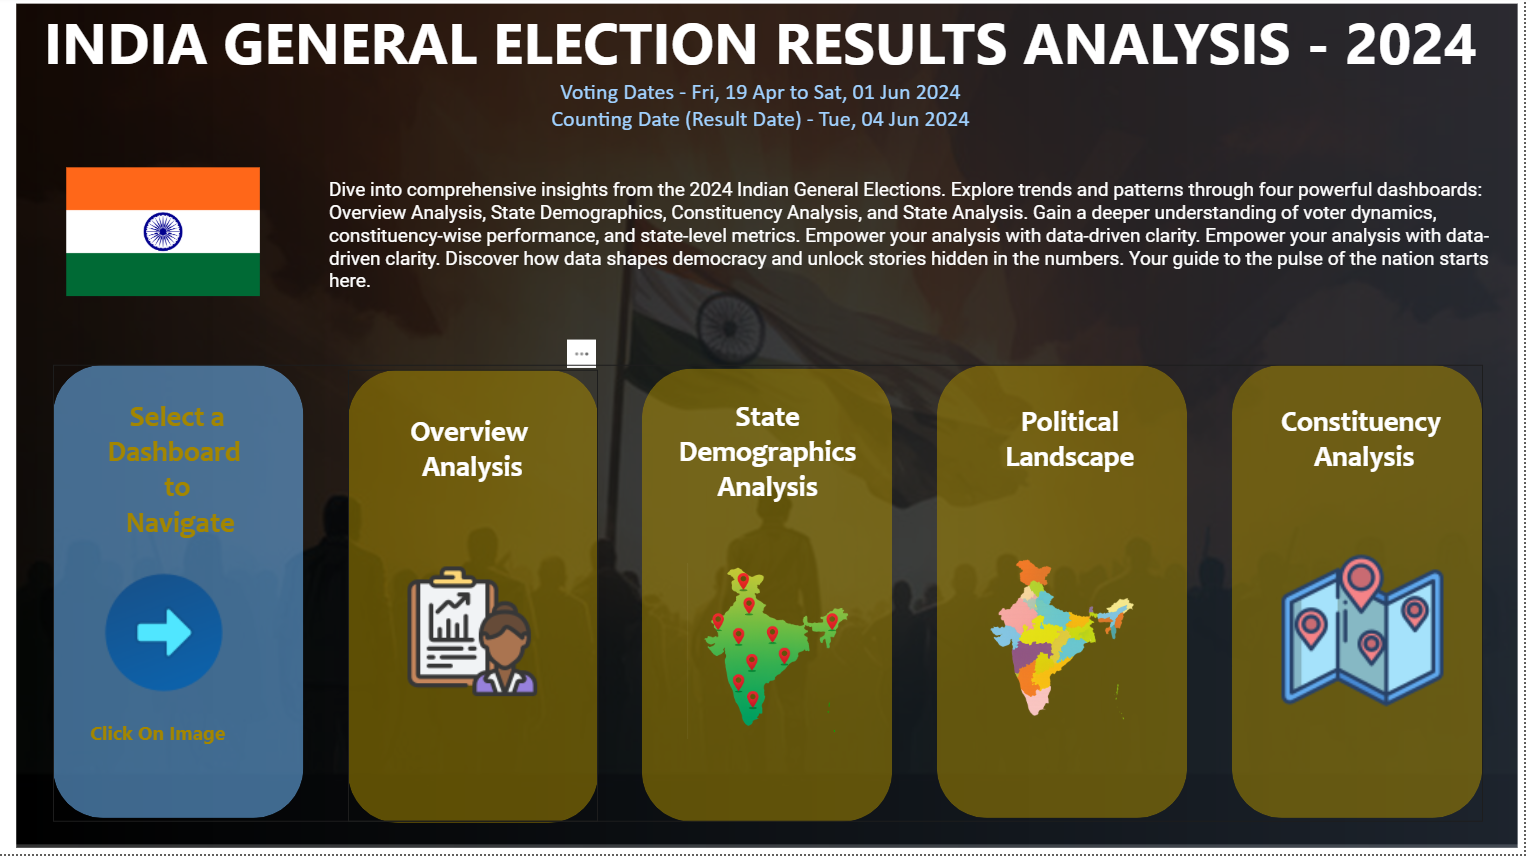 INDIA GENERAL ELECTION RESULTS ANALYSIS - 2024
Voting Dates - Fri, 19 Apr to Sat, 01 Jun 2024
Counting Date (Result Date) - Tue, 04 Jun 2024
Dive into comprehensive insights from the 2024 Indian General Elections. Explore trends and patterns through four powerful dashboards:
Overview Analysis, State Demographics, Constituency Analysis, and State Analysis. Gain a deeper understanding of voter dynamics,
constituency-wise performance, and state-level metrics. Empower your analysis with data-driven clarity. Empower your analysis with data-
driven clarity. Discover how data shapes democracy and unlock stories hidden in the numbers. Your guide to the pulse of the nation starts
here.
Select a
Dashboard
to
Navigate
Click On Image
Overview
Analysis
State
Demographics
Analysis
Political
Landscape
Constituency
Analysis